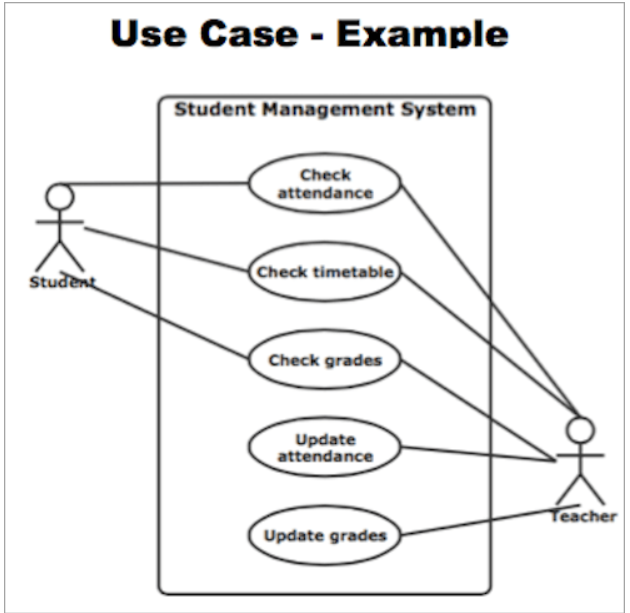 Use Case - Example
Student Management System
Check
attendance
Check timetable
Student
Check grades
Update
attendance
Teacher
Update grades